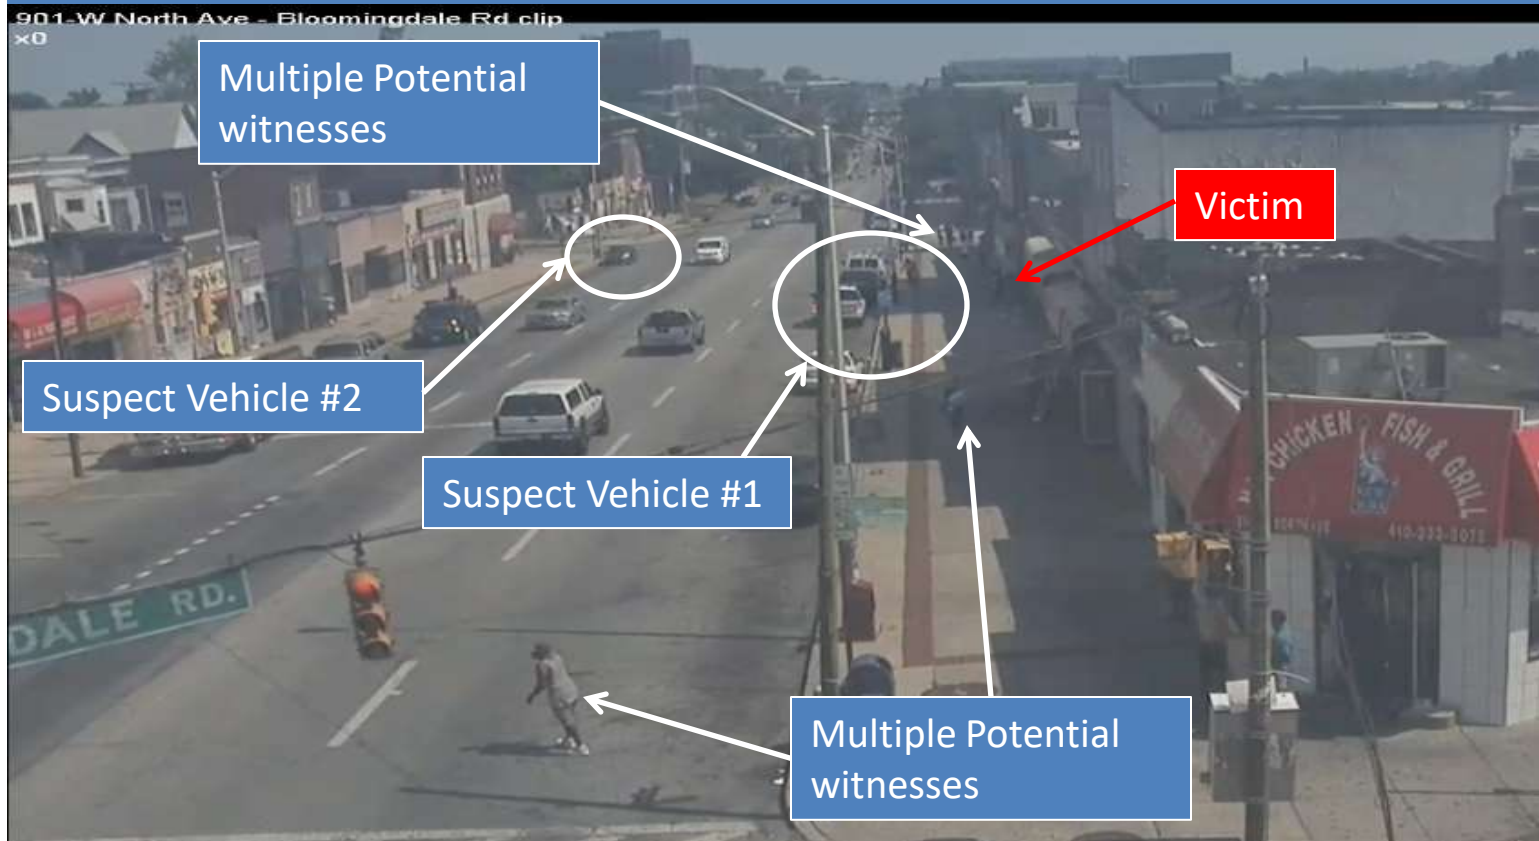 901-W North Ave - Bloomingdale Rd clip
x0
Multiple Potential
witnesses
Victim
Suspect Vehicle #2
Suspect Vehicle #1
CHICKEN FISH & GRILL
DALE RD.
Multiple Potential
witnesses